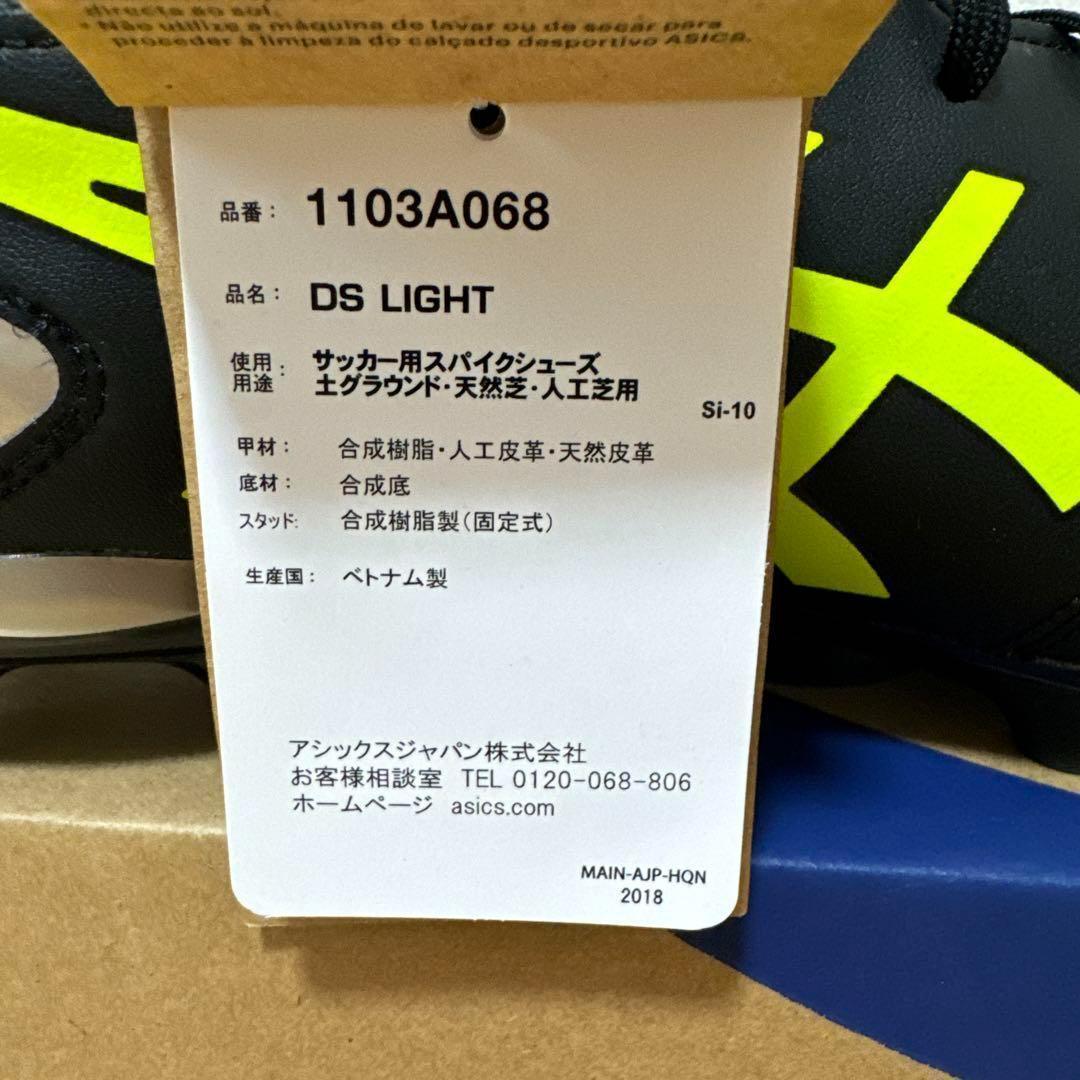 directa ao sol.
• Não utilize a máquina de lavar ou de secar para
proceder à limpeza do calçado desportivo ASICS.
品番： 1103A068
品名： DS LIGHT
使用用途： サッカー用スパイクシューズ
土グラウンド・天然芝・人工芝用
Si-10
甲材： 合成樹脂・人工皮革・天然皮革
底材： 合成底
スタッド: 合成樹脂製（固定式）
生産国： ベトナム製
アシックスジャパン株式会社
お客様相談室 TEL 0120-068-806
ホームページ asics.com
MAIN-AJP-HQN
2018